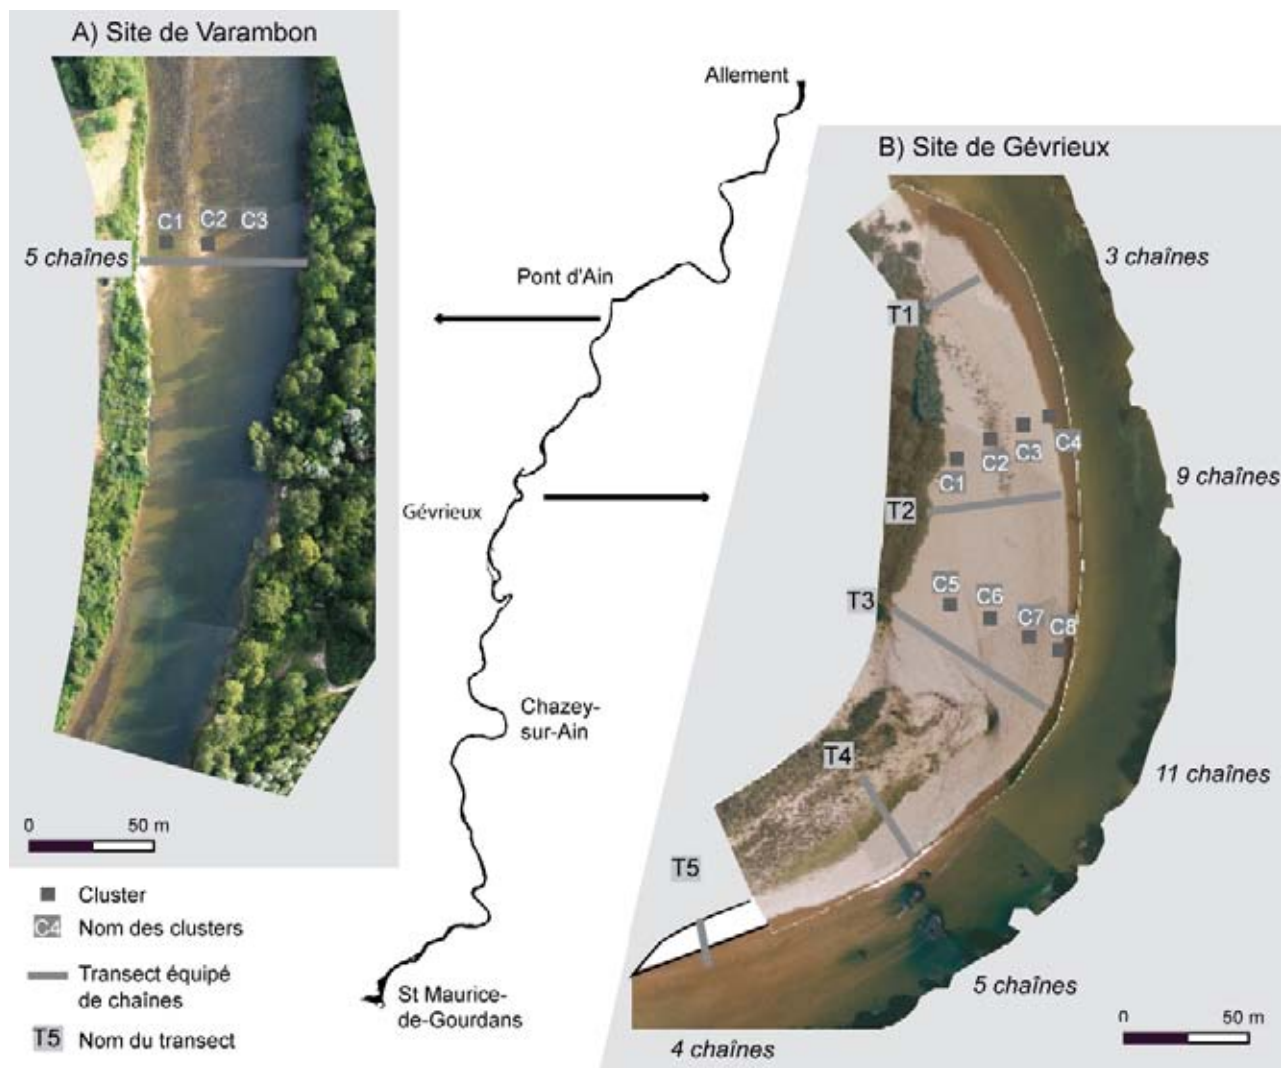 A) Site de Varambon
C1
C2
C3
5 chaînes
0
50 m
Cluster
C4
Nom des clusters
Transect équipé
de chaînes
T5
Nom du transect
Allement
Pont d'Ain
Gévrieux
Chazey-
sur-Ain
St Maurice-
de-Gourdans
B) Site de Gévrieux
3 chaînes
T1
C4
C3
C2
C1
9 chaînes
T2
C5
C6
T3
C7
C8
T4
11 chaînes
T5
5 chaînes
0
50 m
4 chaînes